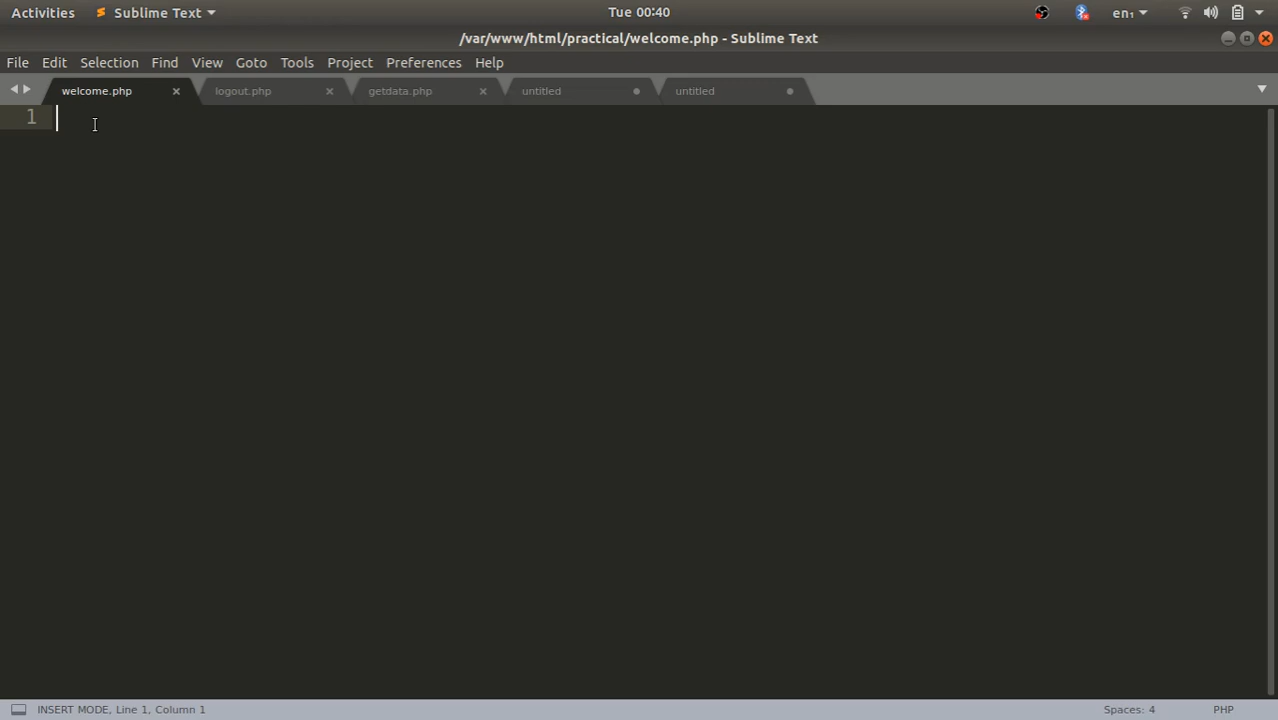 Activities Sublime Text Tue 00:40 en₁
/var/www/html/practical/welcome.php - Sublime Text
File Edit Selection Find View Goto Tools Project Preferences Help
welcome.php logout.php getdata.php untitled untitled
1
INSERT MODE, Line 1, Column 1 Spaces: 4 PHP